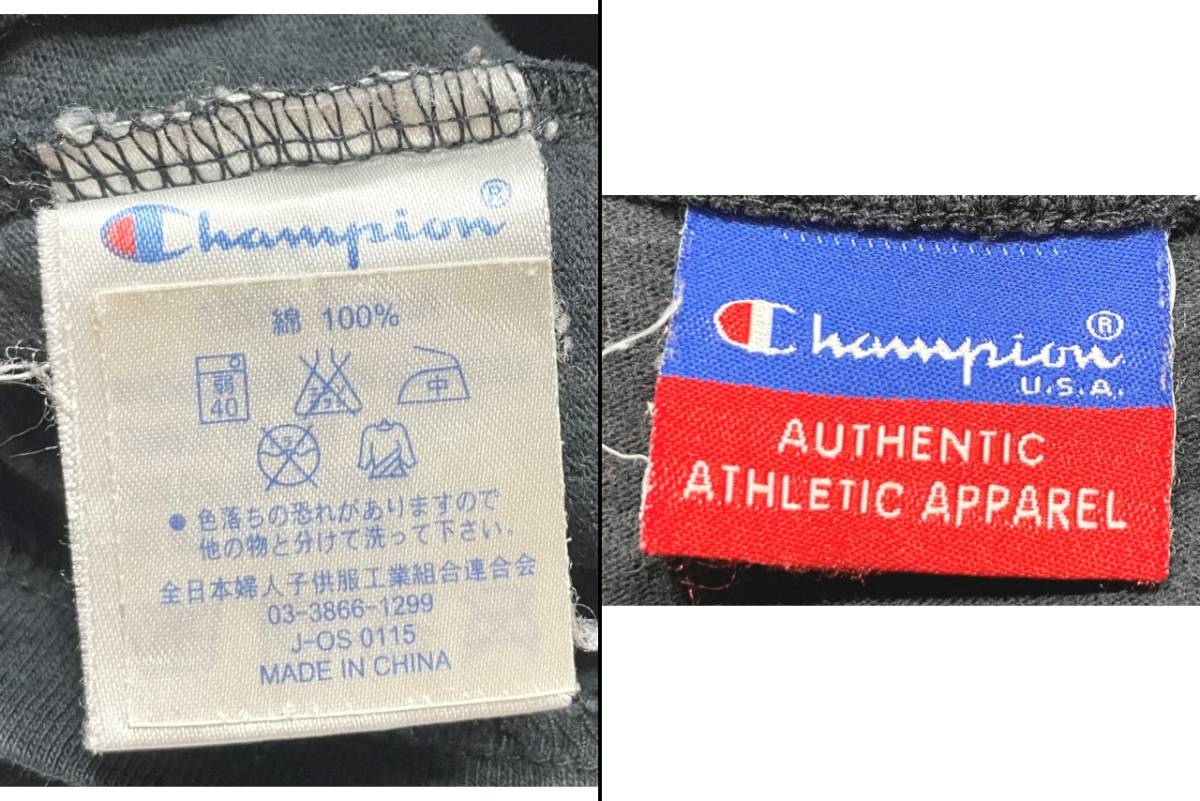 Champion®
綿 100%
弱
40
中
● 色落ちの恐れがありますので
他の物と分けて洗って下さい。
全日本婦人子供服工業組合連合会
03-3866-1299
J-OS 0115
MADE IN CHINA
Champion®
U.S.A.
AUTHENTIC
ATHLETIC APPAREL